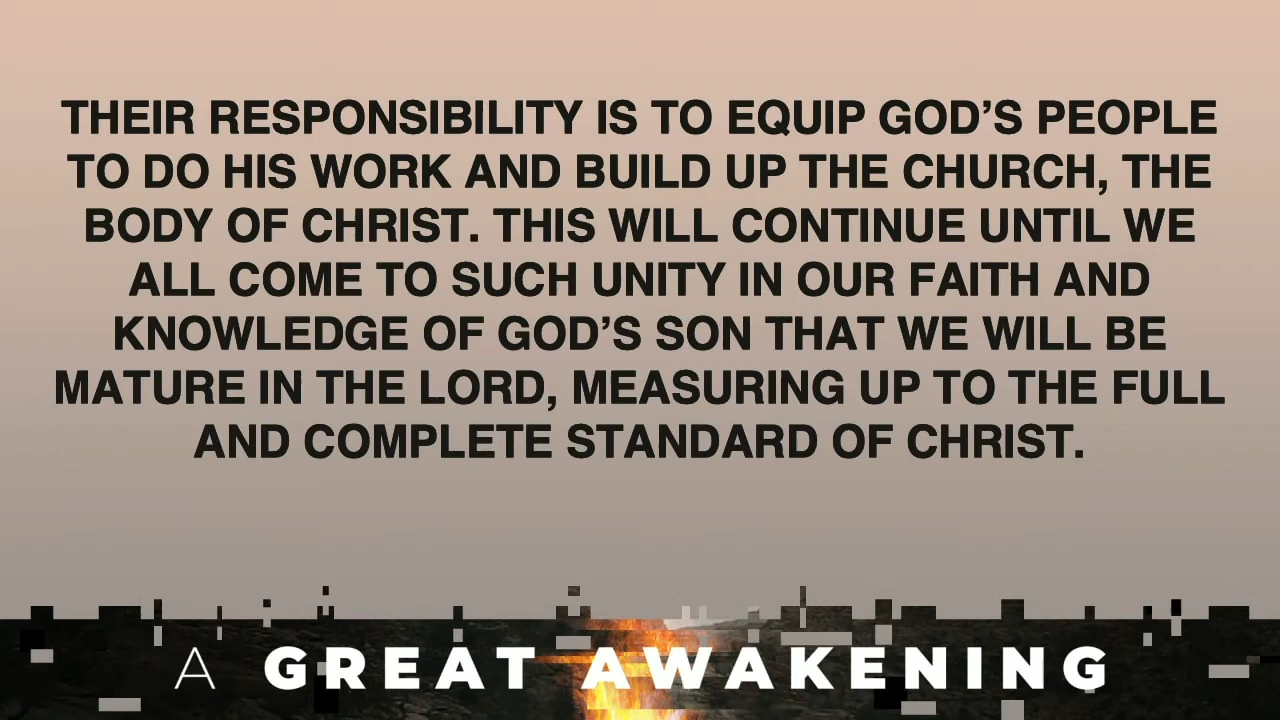 THEIR RESPONSIBILITY IS TO EQUIP GOD’S PEOPLE
TO DO HIS WORK AND BUILD UP THE CHURCH, THE
BODY OF CHRIST. THIS WILL CONTINUE UNTIL WE
ALL COME TO SUCH UNITY IN OUR FAITH AND
KNOWLEDGE OF GOD’S SON THAT WE WILL BE
MATURE IN THE LORD, MEASURING UP TO THE FULL
AND COMPLETE STANDARD OF CHRIST.
A GREAT AWAKENING